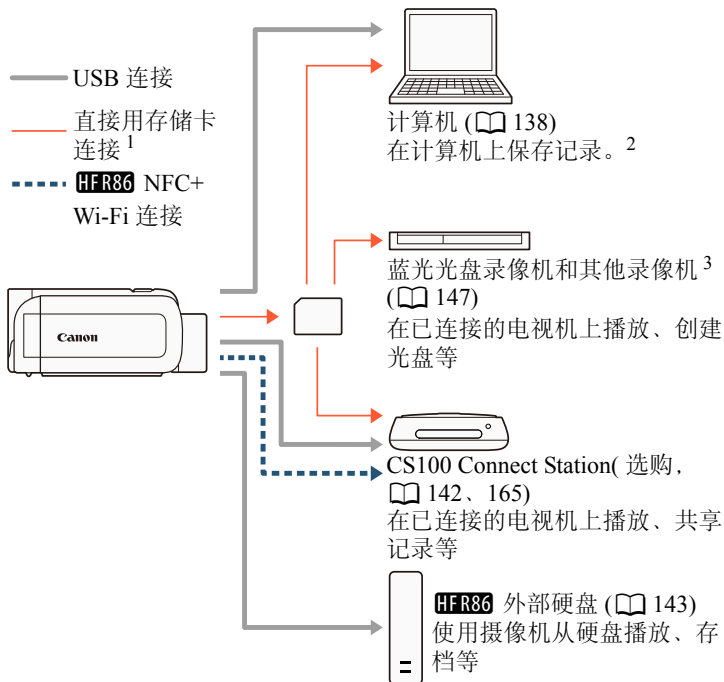 USB 连接
直接用存储卡
连接 1
HFR86 NFC+
Wi-Fi 连接
Canon
计算机 (138)
在计算机上保存记录。2
蓝光光盘录像机和其他录像机 3
(147)
在已连接的电视机上播放、创建
光盘等
CS100 Connect Station( 选购，
142、165)
在已连接的电视机上播放、共享
记录等
HFR86 外部硬盘 (143)
使用摄像机从硬盘播放、存
档等